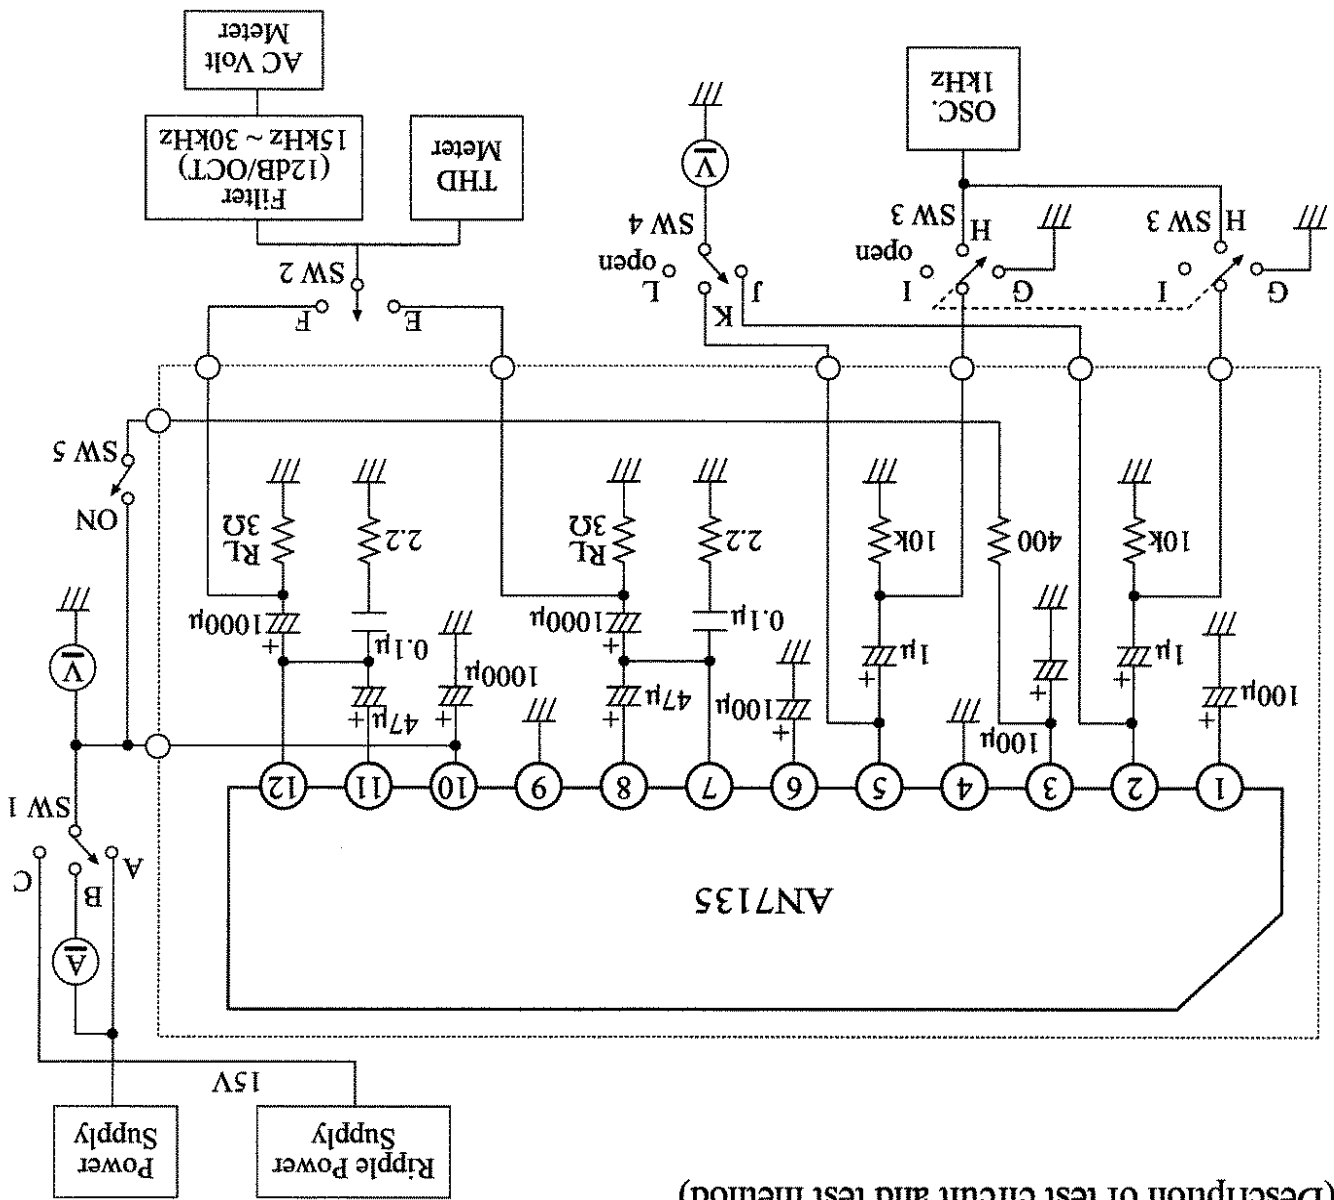 (Description of test circuit and test method)
Ripple Power
Supply
Power
Supply
15V
A
A
B
C
SW 1
AN7135
1
2
3
4
5
6
7
8
9
10
11
12
100μ
1μ
100μ
1μ
100μ
47μ
1000μ
47μ
V
10k
400
10k
0.1μ
2.2
1000μ
RL
3Ω
0.1μ
2.2
1000μ
RL
3Ω
ON
SW 5
G
I
H SW 3
G
I
open
H
SW 3
J
K
L
open
SW 4
E
F
SW 2
OSC.
1kHz
V
THD
Meter
Filter
(12dB/OCT)
15kHz ~ 30kHz
AC Volt
Meter